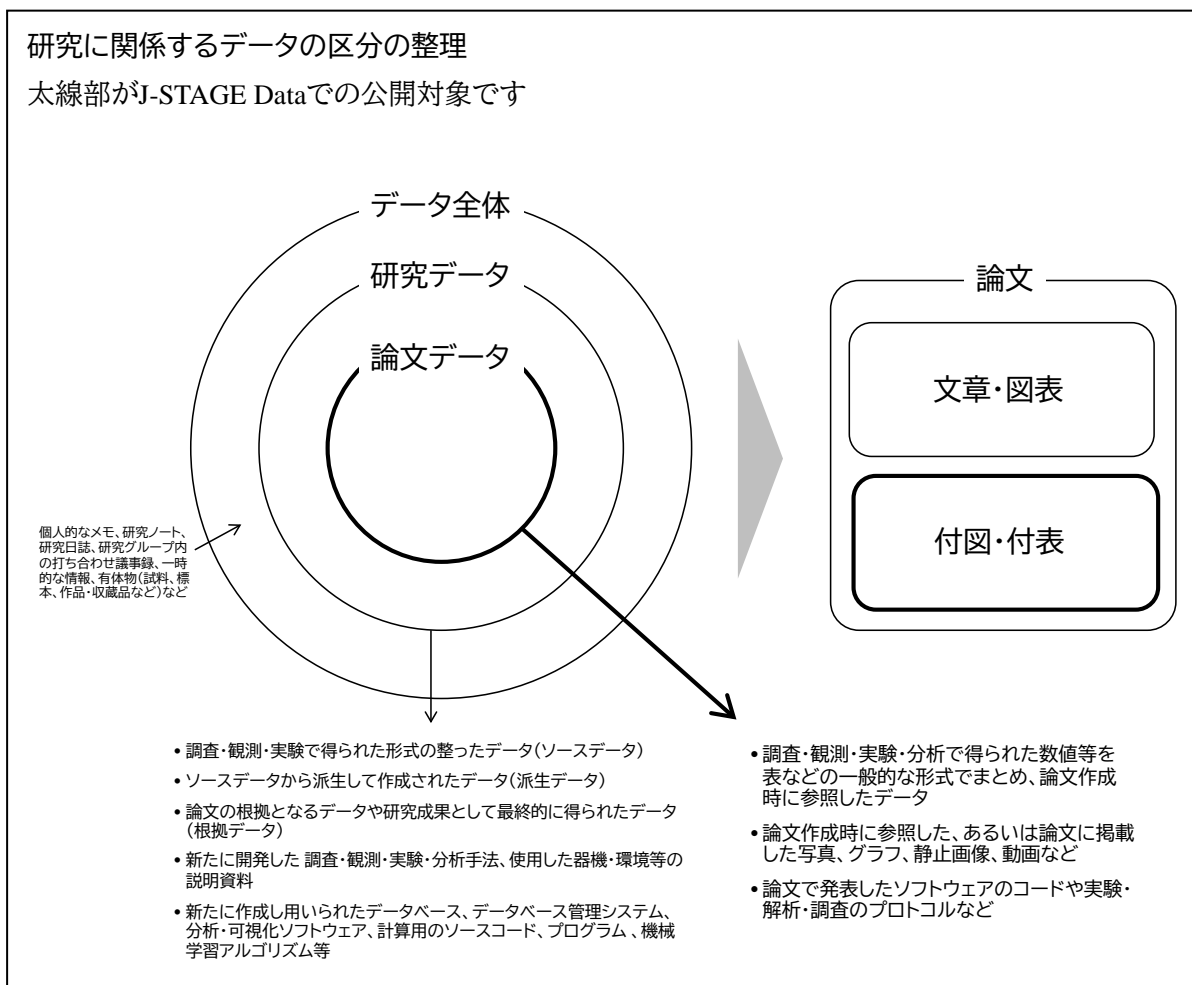 研究に関係するデータの区分の整理
太線部がJ-STAGE Dataでの公開対象です
データ全体
研究データ
論文データ
論文
文章・図表
付図・付表
個人的なメモ、研究ノート、
研究日誌、研究グループ内
の打ち合わせ議事録、一時
的な情報、有体物(試料、標
本、作品・収蔵品など)など
• 調査・観測・実験で得られた形式の整ったデータ(ソースデータ)
• ソースデータから派生して作成されたデータ(派生データ)
• 論文の根拠となるデータや研究成果として最終的に得られたデータ
(根拠データ)
• 新たに開発した 調査・観測・実験・分析手法、使用した器機・環境等の
説明資料
• 新たに作成し用いられたデータベース、データベース管理システム、
分析・可視化ソフトウェア、計算用のソースコード、プログラム 、機械
学習アルゴリズム等
• 調査・観測・実験・分析で得られた数値等を
表などの一般的な形式でまとめ、論文作成
時に参照したデータ
• 論文作成時に参照した、あるいは論文に掲載
した写真、グラフ、静止画像、動画など
• 論文で発表したソフトウェアのコードや実験・
解析・調査のプロトコルなど